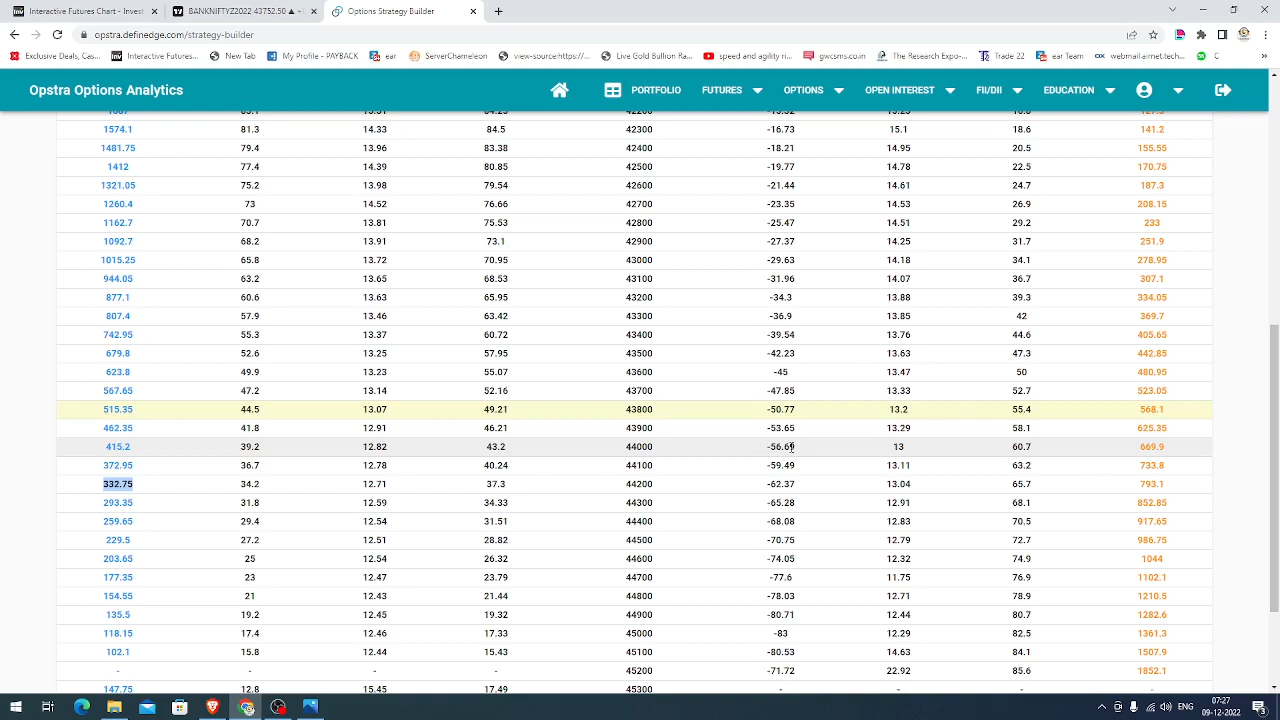 Interactive Futures Chart - Invest
BANKNIFTYZ2022 43752.50 ▲
Options Strategy Builder
opstra.definedge.com/strategy-builder
Exclusive Deals, Cas... Interactive Futures... New Tab My Profile - PAYBACK ear ServerChameleon view-source:https://... Live Gold Bullion Ra... speed and agility ri... gwcsms.co.in The Research Expo-... Trade 22 ear Team webmail.airnet.tech...
Opstra Options Analytics PORTFOLIO FUTURES OPTIONS OPEN INTEREST FII/DII EDUCATION
1574.1 81.3 14.33 84.5 42300 -16.73 15.1 18.6 141.2
1481.75 79.4 13.96 83.38 42400 -18.21 14.95 20.5 155.55
1412 77.4 14.39 80.85 42500 -19.77 14.78 22.5 170.75
1321.05 75.2 13.98 79.54 42600 -21.44 14.61 24.7 187.3
1260.4 73 14.52 76.66 42700 -23.35 14.53 26.9 208.15
1162.7 70.7 13.81 75.53 42800 -25.47 14.51 29.2 233
1092.7 68.2 13.91 73.1 42900 -27.37 14.25 31.7 251.9
1015.25 65.8 13.72 70.95 43000 -29.63 14.18 34.1 278.95
944.05 63.2 13.65 68.53 43100 -31.96 14.07 36.7 307.1
877.1 60.6 13.63 65.95 43200 -34.3 13.88 39.3 334.05
807.4 57.9 13.46 63.42 43300 -36.9 13.85 42 369.7
742.95 55.3 13.37 60.72 43400 -39.54 13.76 44.6 405.65
679.8 52.6 13.25 57.95 43500 -42.23 13.63 47.3 442.85
623.8 49.9 13.23 55.07 43600 -45 13.47 50 480.95
567.65 47.2 13.14 52.16 43700 -47.85 13.33 52.7 523.05
515.35 44.5 13.07 49.21 43800 -50.77 13.2 55.4 568.1
462.35 41.8 12.91 46.21 43900 -53.65 13.29 58.1 625.35
415.2 39.2 12.82 43.2 44000 13 60.7 669.9
372.95 36.7 12.78 40.24 44100 -59.49 13.11 63.2 733.8
332.75 34.2 12.71 37.3 44200 -62.37 13.04 65.7 793.1
293.35 31.8 12.59 34.33 44300 -65.28 12.91 68.1 852.85
259.65 29.4 12.54 31.51 44400 -68.08 12.83 70.5 917.65
229.5 27.2 12.51 28.82 44500 -70.75 12.79 72.7 986.75
203.65 25 12.54 26.32 44600 -74.05 12.32 74.9 1044
177.35 23 12.47 23.79 44700 -77.6 11.75 76.9 1102.1
154.55 21 12.43 21.44 44800 -78.03 12.71 78.9 1210.5
135.5 19.2 12.45 19.32 44900 -80.71 12.44 80.7 1282.6
118.15 17.4 12.46 17.33 45000 -83 12.29 82.5 1361.3
102.1 15.8 12.44 15.43 45100 -80.53 14.63 84.1 1507.9
- - - - 45200 -71.72 22.92 85.6 1852.1
147.75 12.8 15.45 17.49 45300 - - - -
ENG 07:27
09-12-2022